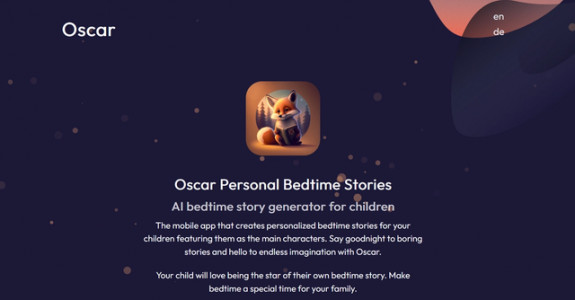 Oscar
en
de
Oscar Personal Bedtime Stories
AI bedtime story generator for children
The mobile app that creates personalized bedtime stories for your
children featuring them as the main characters. Say goodnight to boring
stories and hello to endless imagination with Oscar.
Your child will love being the star of their own bedtime story. Make
bedtime a special time for your family.